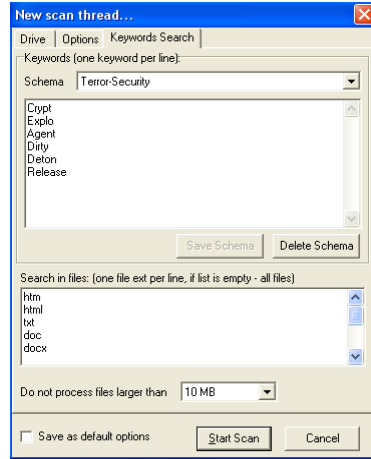 New scan thread...
Drive Options Keywords Search
Keywords (one keyword per line):
Schema Terror-Security
Crypt
Explo
Agent
Dirty
Deton
Release
Save Schema Delete Schema
Search in files: (one file ext per line, if list is empty - all files)
htm
html
txt
doc
docx
Do not process files larger than 10 MB
Save as default options Start Scan Cancel